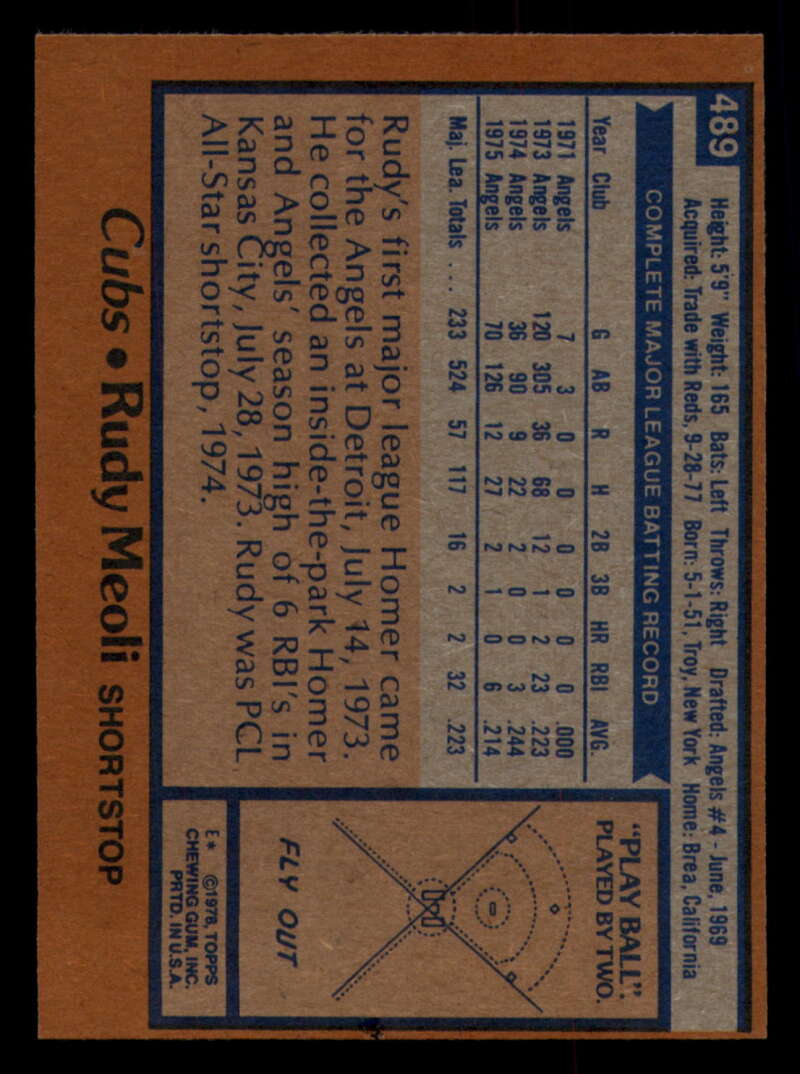 489
Height: 5'9" Weight: 165 Bats: Left Throws: Right Drafted: Angels #4 - June, 1969
Acquired: Trade with Reds, 9-28-77 Born: 5-1-51, Troy, New York Home: Brea, California
COMPLETE MAJOR LEAGUE BATTING RECORD
Year Club G AB R H 2B 3B HR RBI AVG.
1971 Angels 7 3 0 0 0 0 0 0 .000
1973 Angels 120 305 36 68 12 1 2 23 .223
1974 Angels 36 90 9 22 2 0 0 3 .244
1975 Angels 70 126 12 27 2 1 0 6 .214
Maj. Lea. Totals .... 233 524 57 117 16 2 2 32 .223
Rudy's first major league Homer came
for the Angels at Detroit, July 14, 1973.
He collected an inside-the-park Homer
and Angels' season high of 6 RBI's in
Kansas City, July 28, 1973. Rudy was PCL
All-Star shortstop, 1974.
"PLAY BALL":
PLAYED BY TWO.
FLY OUT
E* ©1978, TOPPS
CHEWING GUM, INC.
PRTD. IN U.S.A.
Cubs • Rudy Meoli SHORTSTOP